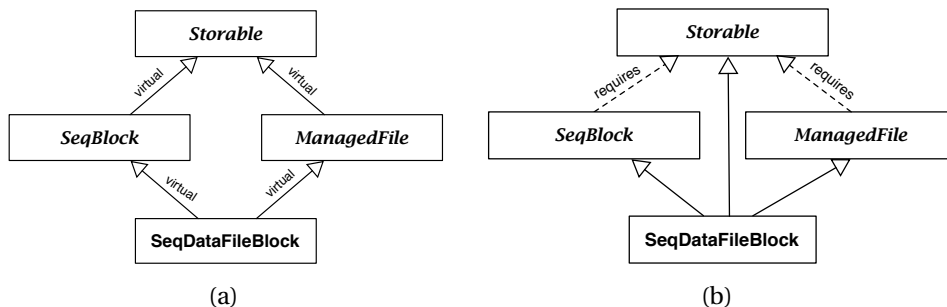 Storable
virtual
virtual
SeqBlock
ManagedFile
virtual
virtual
SeqDataFileBlock
(a)
Storable
requires
requires
SeqBlock
ManagedFile
SeqDataFileBlock
(b)